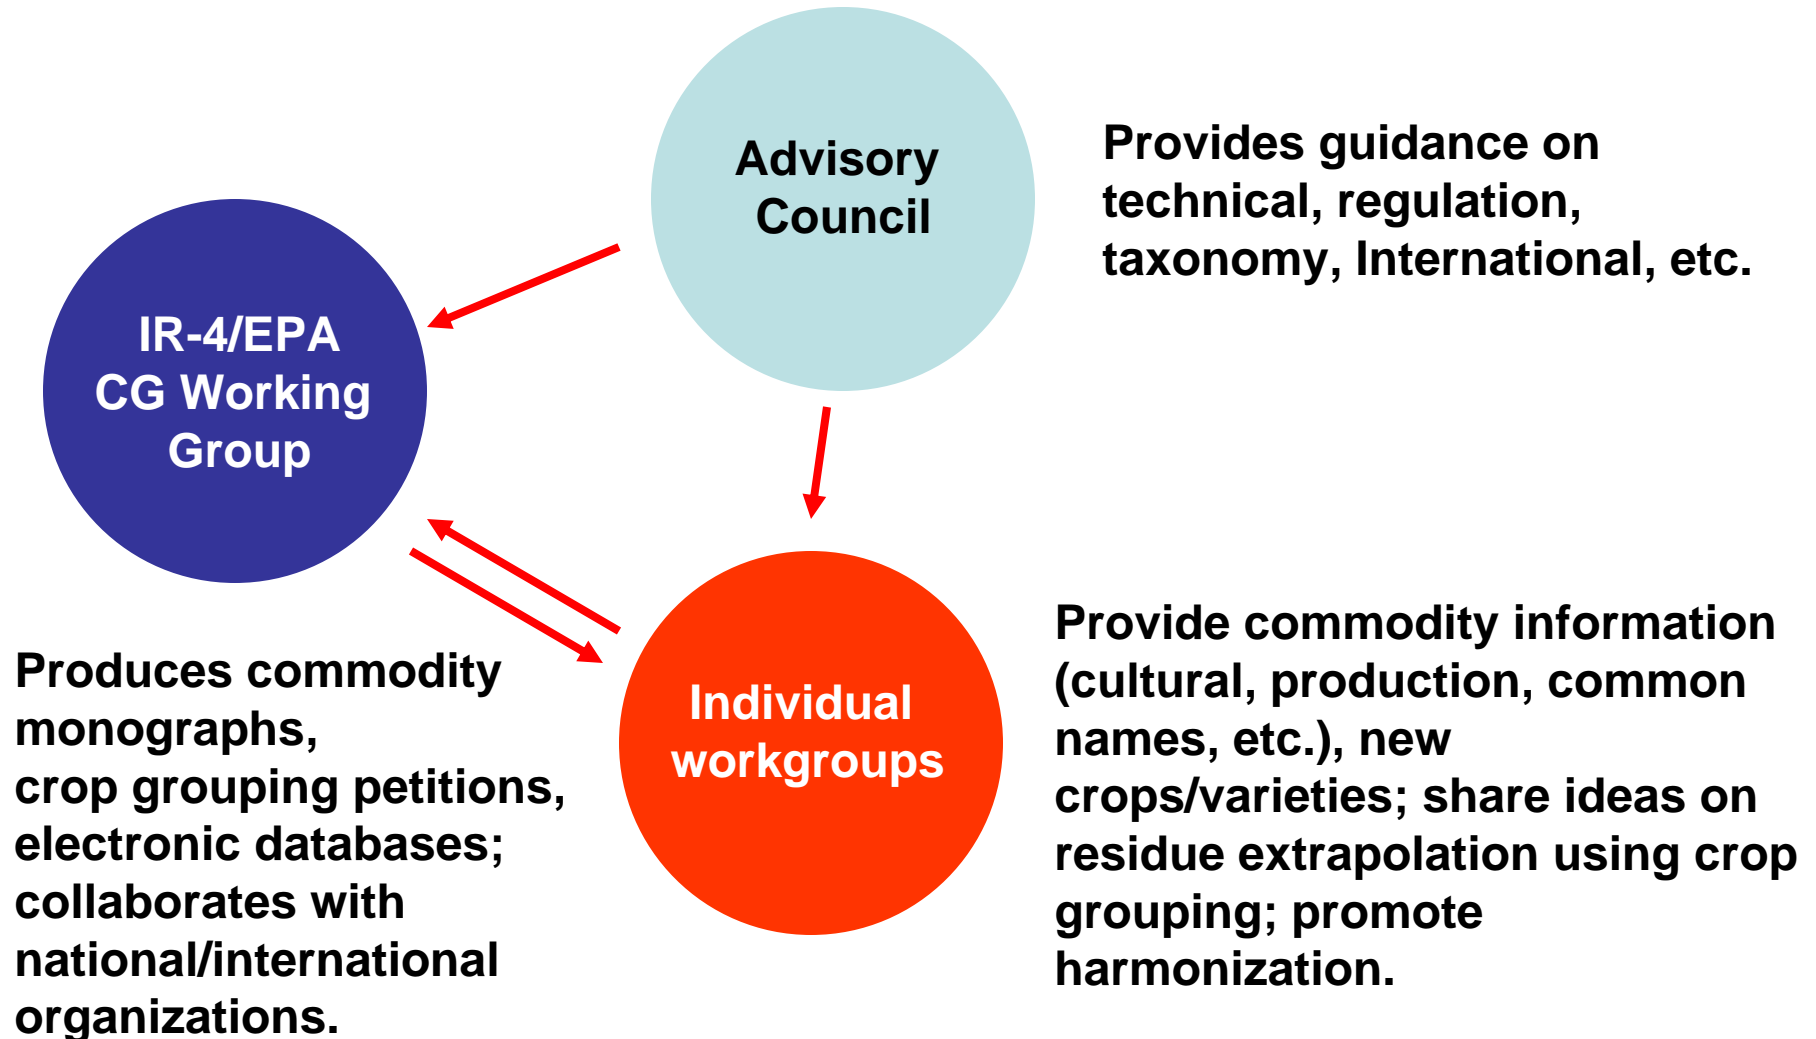 Advisory
Council
Provides guidance on
technical, regulation,
taxonomy, International, etc.
IR-4/EPA
CG Working
Group
Produces commodity
monographs,
crop grouping petitions,
electronic databases;
collaborates with
national/international
organizations.
Individual
workgroups
Provide commodity information
(cultural, production, common
names, etc.), new
crops/varieties; share ideas on
residue extrapolation using crop
grouping; promote
harmonization.